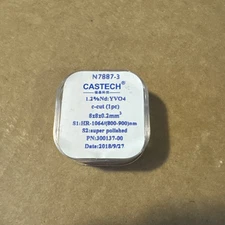 N7887-3
CASTECH®
1.2%Nd:YVO4
c-cut (1pc)
8x8x0.2mm³
S1:HR-1064/(800-900)nm
S2:super polished
PN:300137-00
Date:2018/9/27